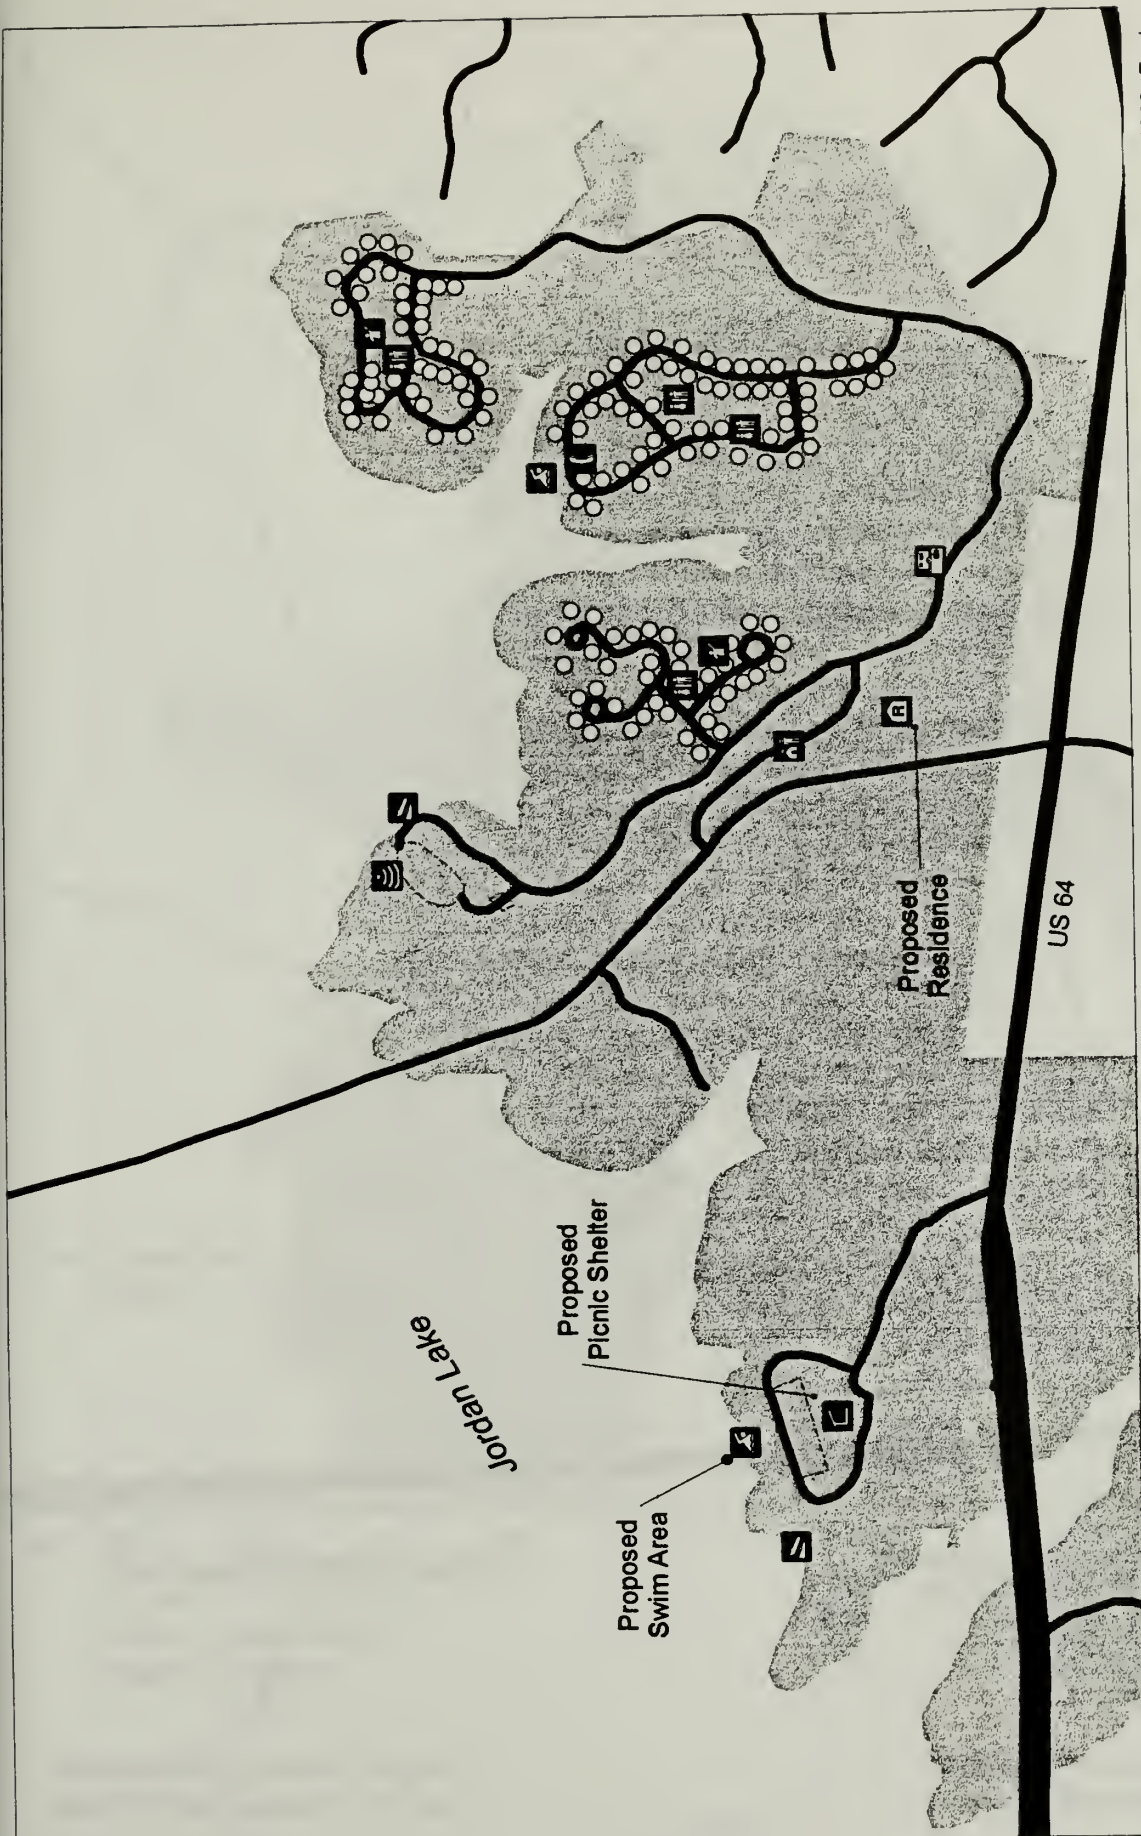 Jordan Lake
Proposed
Swim Area
Proposed
Picnic Shelter
Proposed
Residence
R
US 64